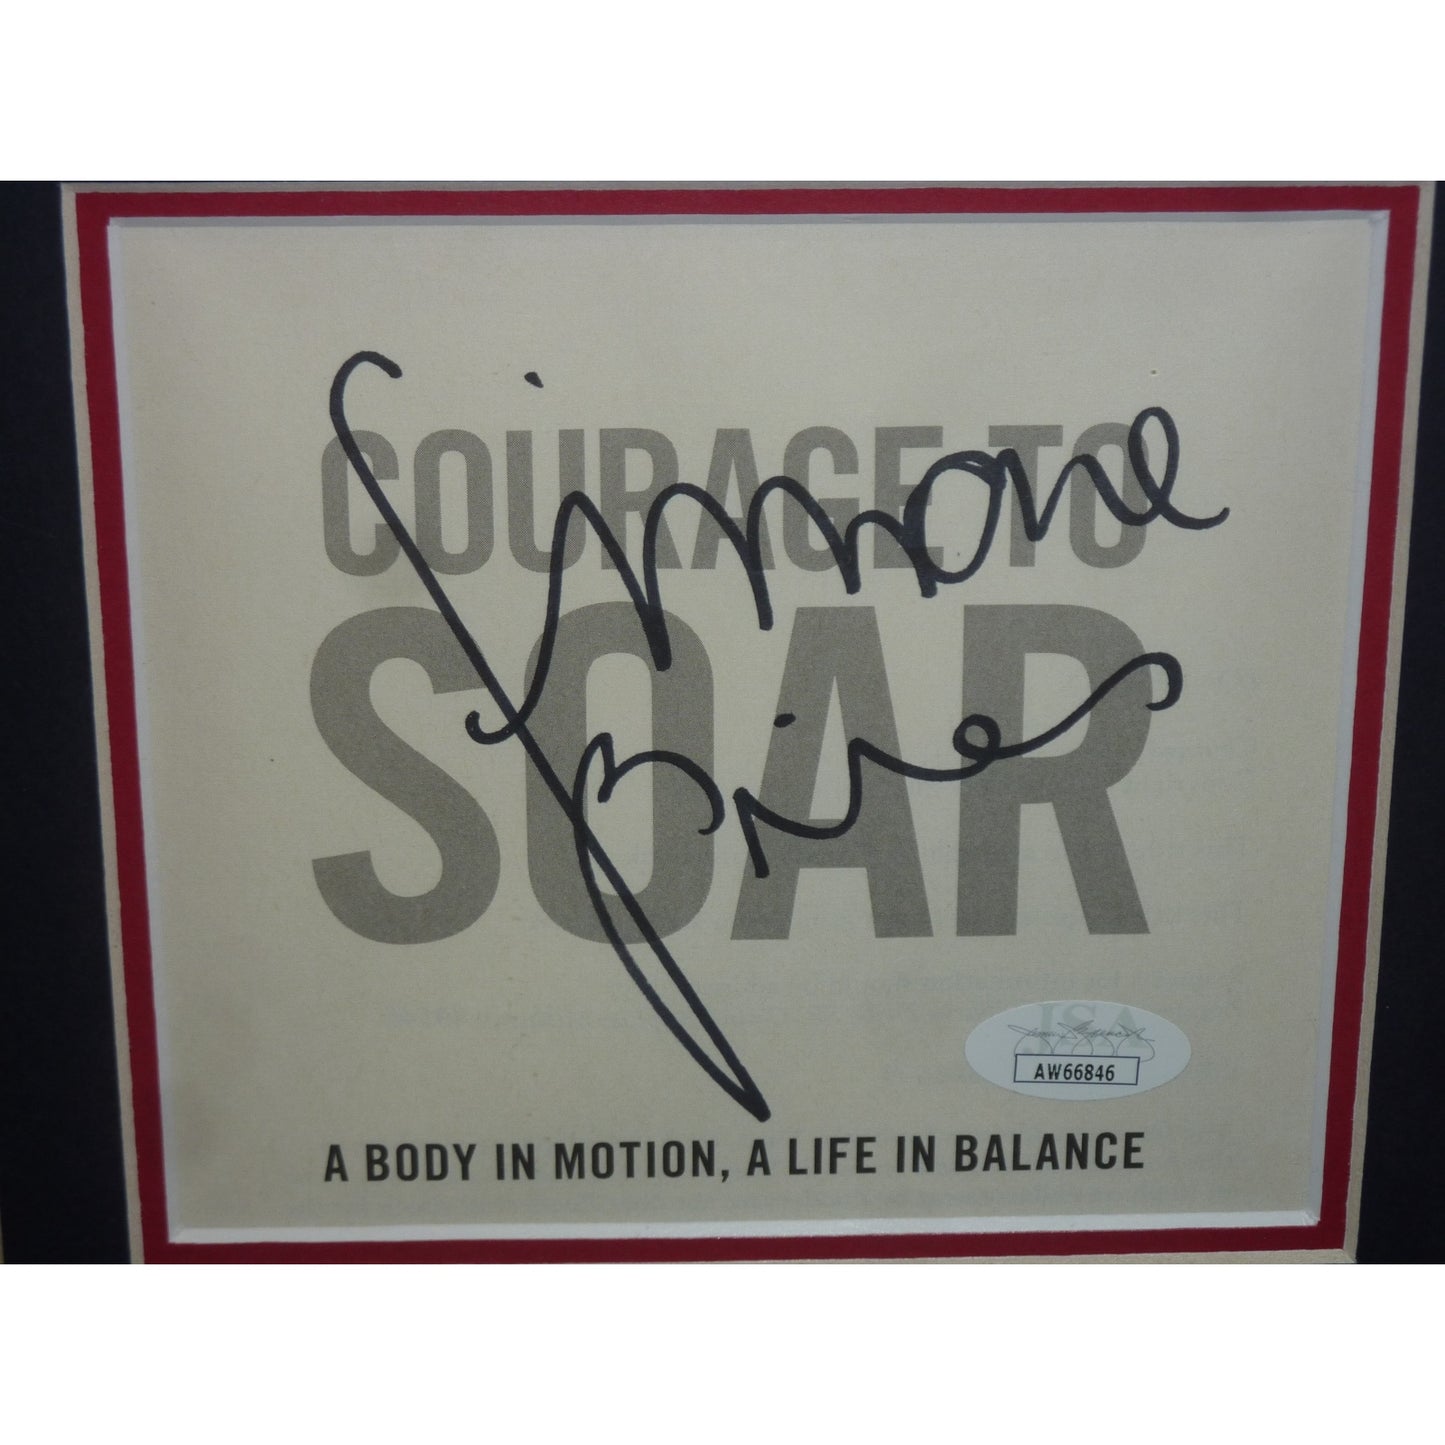 COURAGE TO
SOAR
Simone
Biles
JSA
AW66846
A BODY IN MOTION, A LIFE IN BALANCE